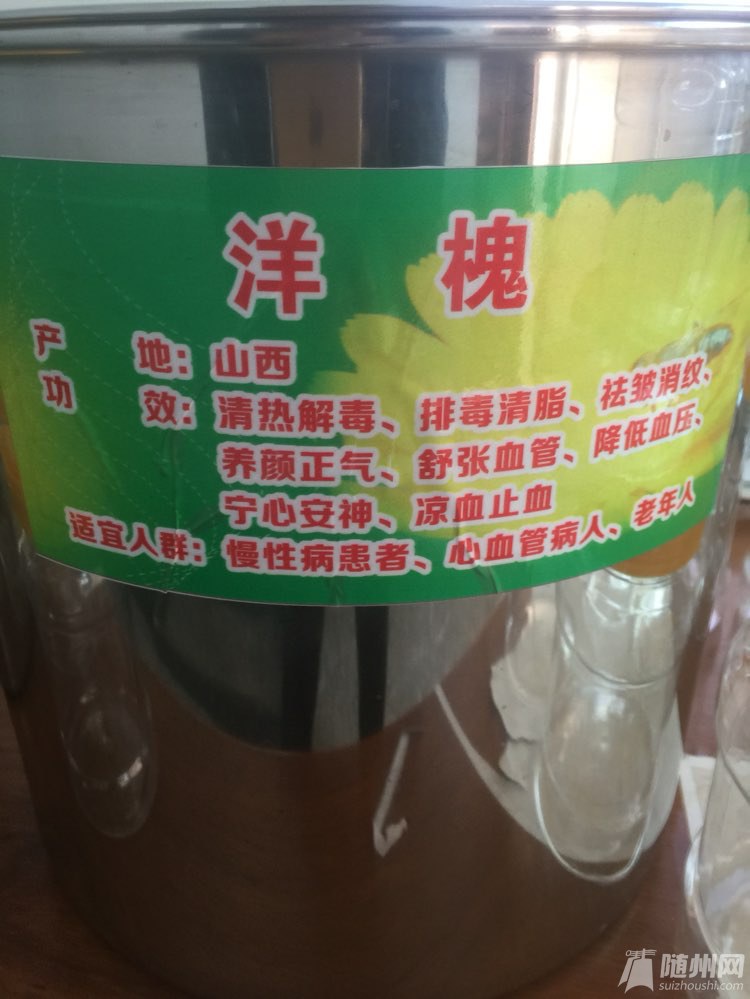 洋槐
产地：山西
功效：清热解毒、排毒清脂、祛皱消纹、
养颜正气、舒张血管、降低血压、
宁心安神、凉血止血
适宜人群：慢性病患者、心血管病人、老年人
随州网
suizhoushi.com